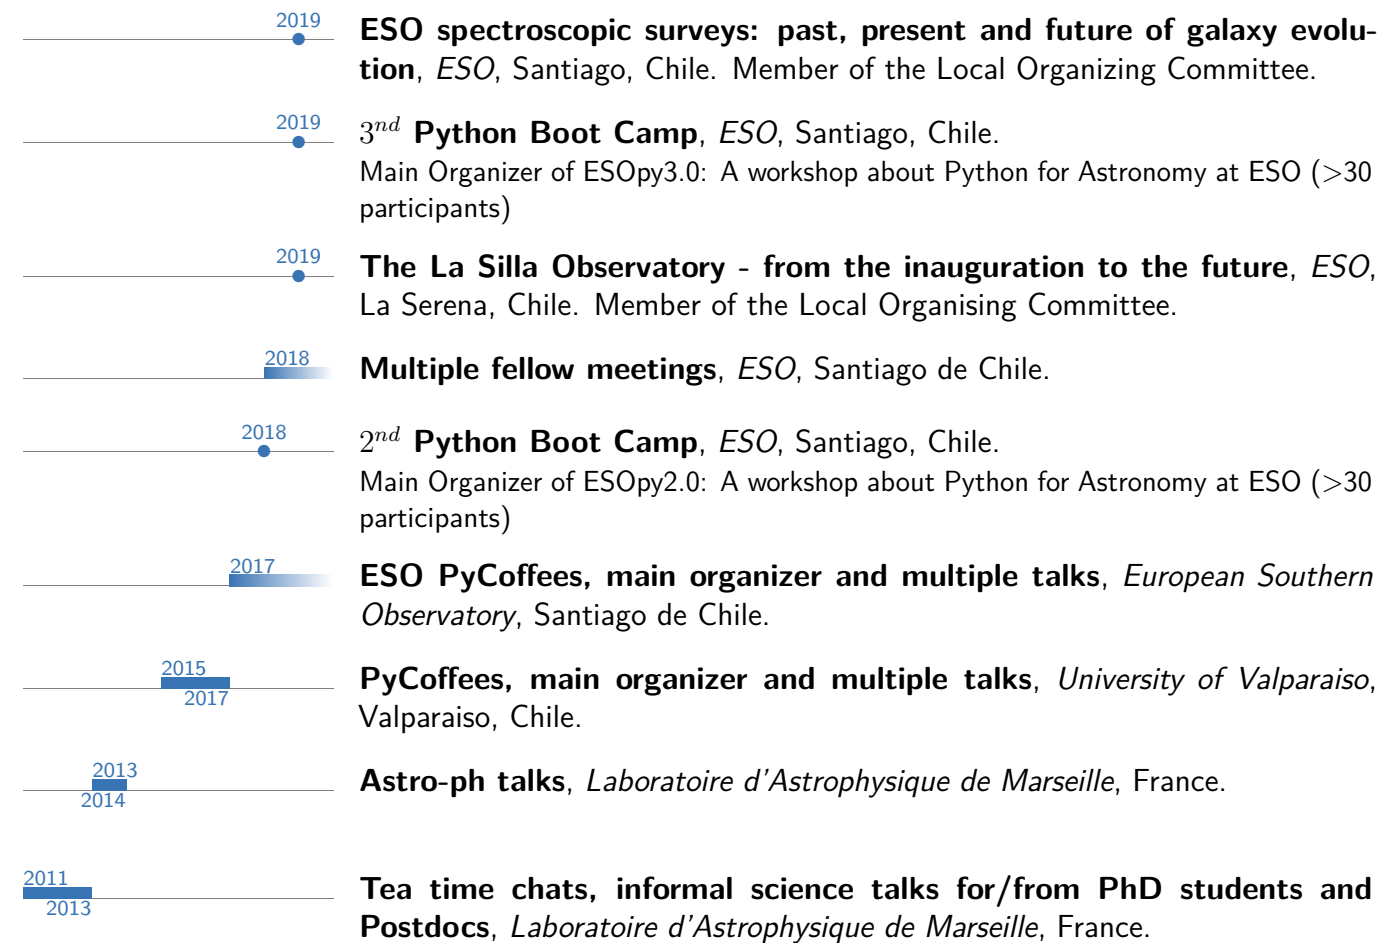 2019
ESO spectroscopic surveys: past, present and future of galaxy evolu-
tion, ESO, Santiago, Chile. Member of the Local Organizing Committee.
2019
3nd Python Boot Camp, ESO, Santiago, Chile.
Main Organizer of ESOpy3.0: A workshop about Python for Astronomy at ESO (>30
participants)
2019
The La Silla Observatory - from the inauguration to the future, ESO,
La Serena, Chile. Member of the Local Organising Committee.
2018
Multiple fellow meetings, ESO, Santiago de Chile.
2018
2nd Python Boot Camp, ESO, Santiago, Chile.
Main Organizer of ESOpy2.0: A workshop about Python for Astronomy at ESO (>30
participants)
2017
ESO PyCoffees, main organizer and multiple talks, European Southern
Observatory, Santiago de Chile.
2015
2017
PyCoffees, main organizer and multiple talks, University of Valparaiso,
Valparaiso, Chile.
2013
2014
Astro-ph talks, Laboratoire d'Astrophysique de Marseille, France.
2011
2013
Tea time chats, informal science talks for/from PhD students and
Postdocs, Laboratoire d'Astrophysique de Marseille, France.